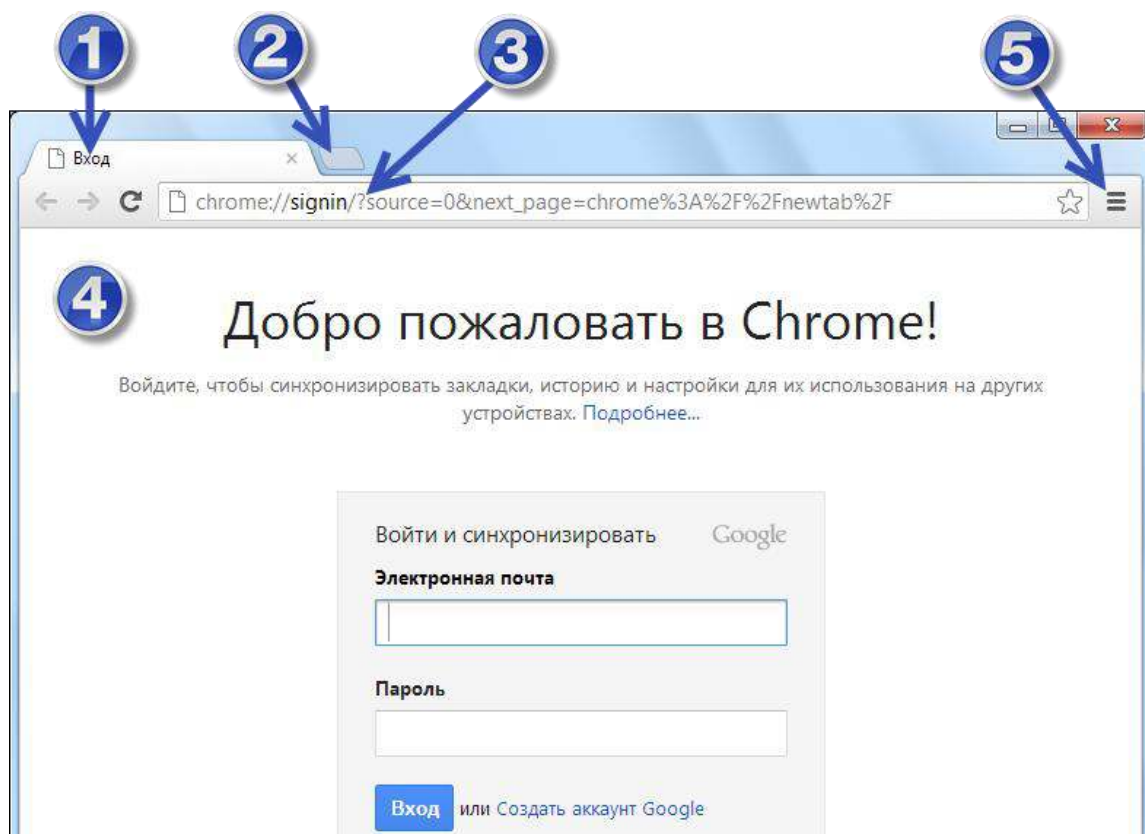 1 2 3 5
Вход
chrome://signin/?source=0&next_page=chrome%3A%2F%2Fnewtab%2F
4
Добро пожаловать в Chrome!
Войдите, чтобы синхронизировать закладки, историю и настройки для их использования на других
устройствах. Подробнее...
Войти и синхронизировать Google
Электронная почта
Пароль
Вход или Создать аккаунт Google